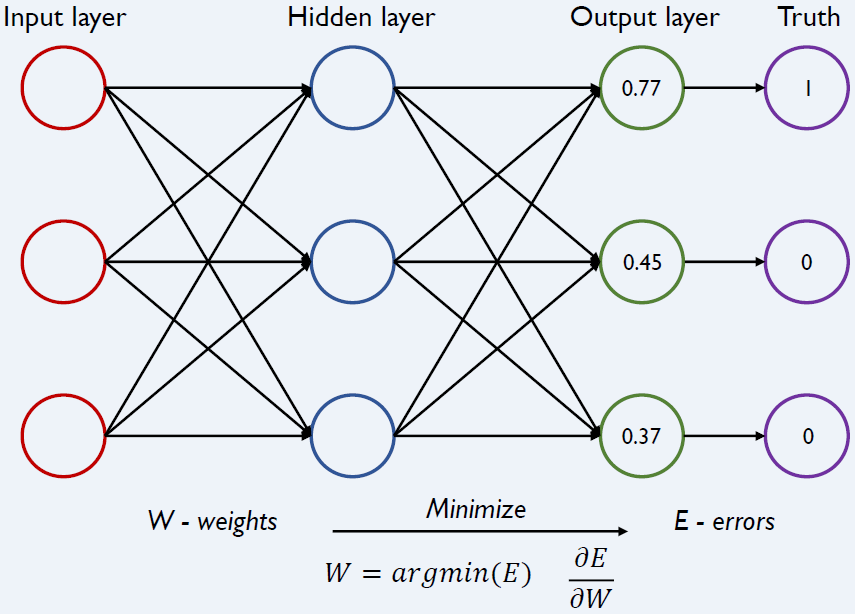 Input layer
Hidden layer
Output layer
Truth
0.77
1
0.45
0
0.37
0
W - weights
Minimize
E - errors
W = argmin(E) ∂E/∂W